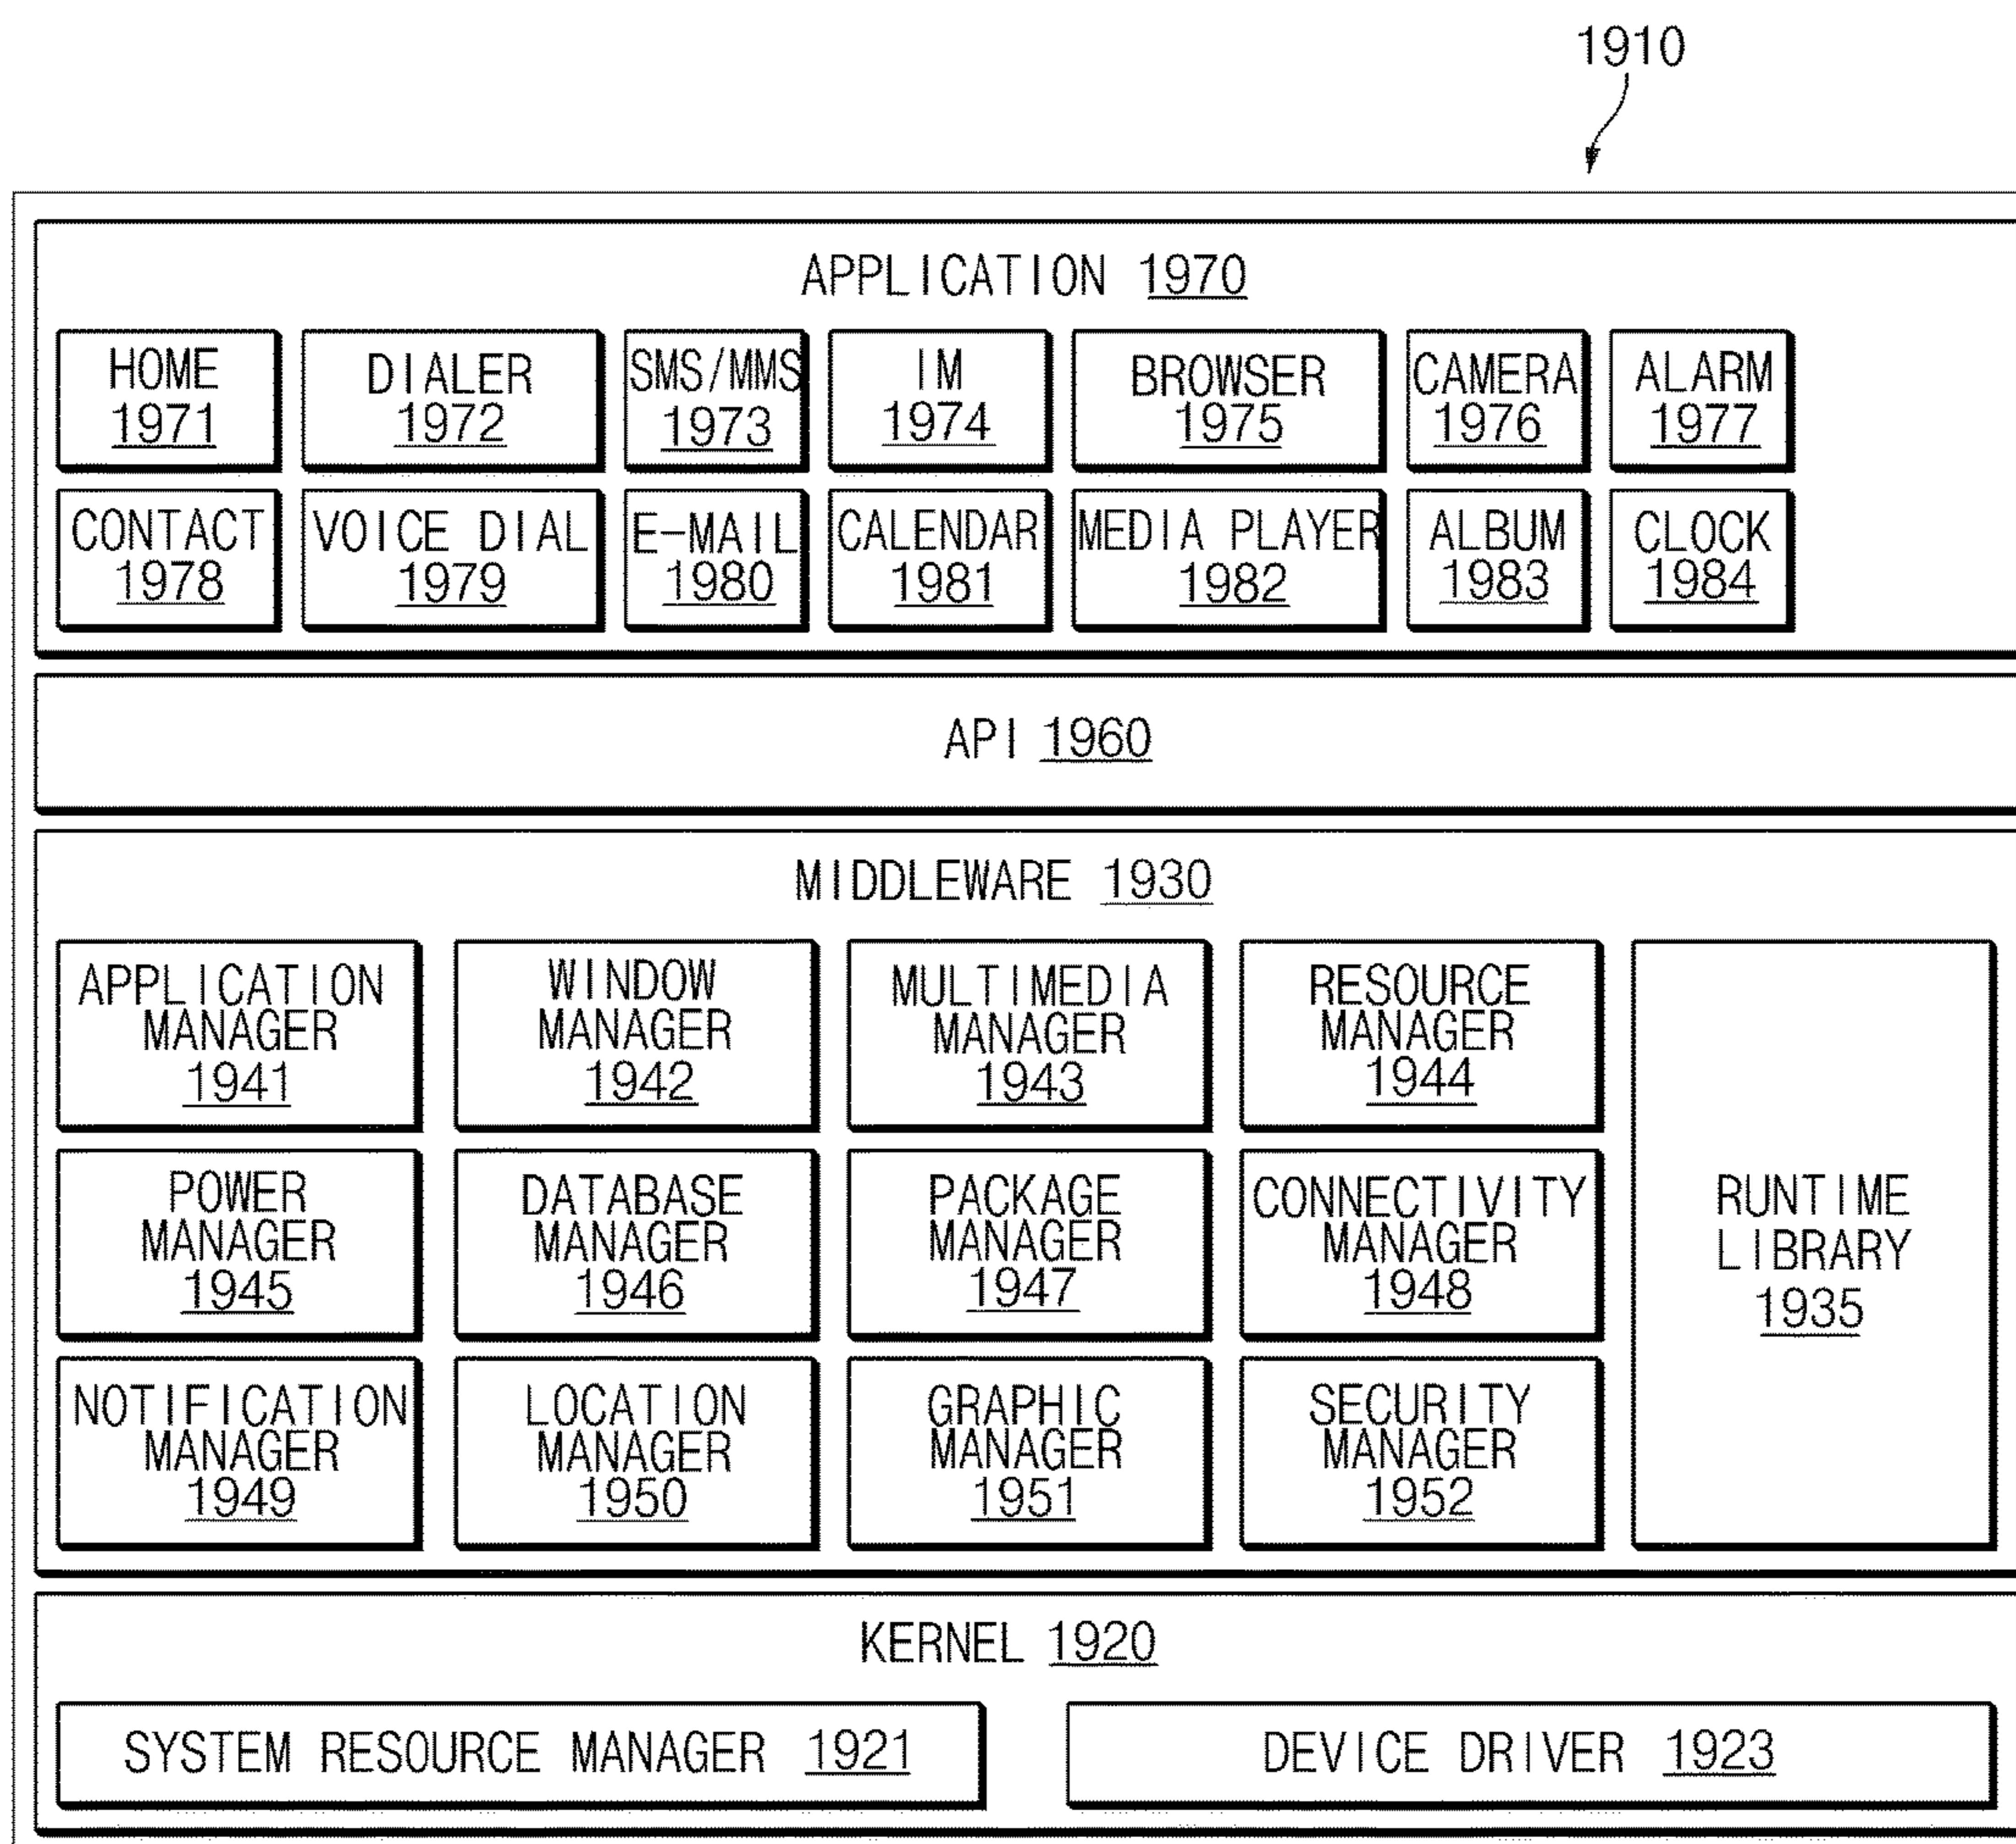 1910
APPLICATION 1970
HOME
1971
DIALER
1972
SMS/MMS
1973
IM
1974
BROWSER
1975
CAMERA
1976
ALARM
1977
CONTACT
1978
VOICE DIAL
1979
E-MAIL
1980
CALENDAR
1981
MEDIA PLAYER
1982
ALBUM
1983
CLOCK
1984
API 1960
MIDDLEWARE 1930
APPLICATION
MANAGER
1941
WINDOW
MANAGER
1942
MULTIMEDIA
MANAGER
1943
RESOURCE
MANAGER
1944
POWER
MANAGER
1945
DATABASE
MANAGER
1946
PACKAGE
MANAGER
1947
CONNECTIVITY
MANAGER
1948
RUNTIME
LIBRARY
1935
NOTIFICATION
MANAGER
1949
LOCATION
MANAGER
1950
GRAPHIC
MANAGER
1951
SECURITY
MANAGER
1952
KERNEL 1920
SYSTEM RESOURCE MANAGER 1921
DEVICE DRIVER 1923